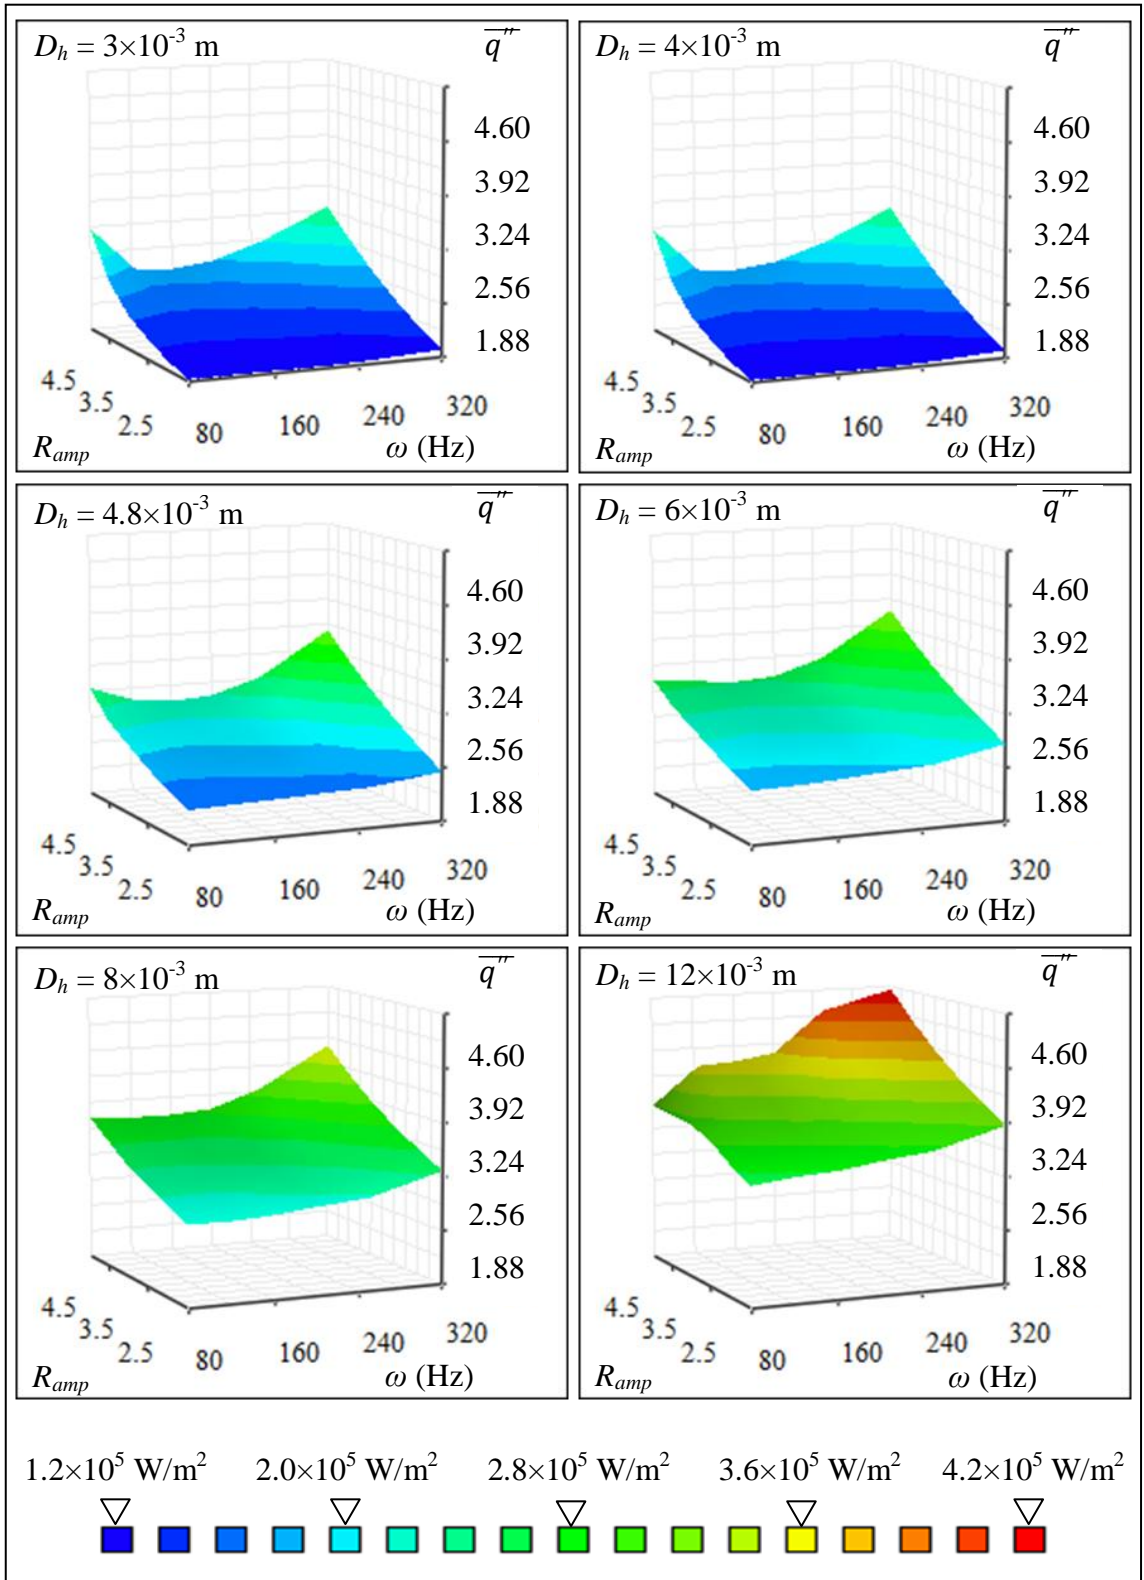 D_h = 3×10^-3 m q̅″
4.60
3.92
3.24
2.56
1.88
4.5 3.5 2.5 80 160 240 320
R_amp ω (Hz)
D_h = 4×10^-3 m q̅″
4.60
3.92
3.24
2.56
1.88
4.5 3.5 2.5 80 160 240 320
R_amp ω (Hz)
D_h = 4.8×10^-3 m q̅″
4.60
3.92
3.24
2.56
1.88
4.5 3.5 2.5 80 160 240 320
R_amp ω (Hz)
D_h = 6×10^-3 m q̅″
4.60
3.92
3.24
2.56
1.88
4.5 3.5 2.5 80 160 240 320
R_amp ω (Hz)
D_h = 8×10^-3 m q̅″
4.60
3.92
3.24
2.56
1.88
4.5 3.5 2.5 80 160 240 320
R_amp ω (Hz)
D_h = 12×10^-3 m q̅″
4.60
3.92
3.24
2.56
1.88
4.5 3.5 2.5 80 160 240 320
R_amp ω (Hz)
1.2×10^5 W/m^2 2.0×10^5 W/m^2 2.8×10^5 W/m^2 3.6×10^5 W/m^2 4.2×10^5 W/m^2